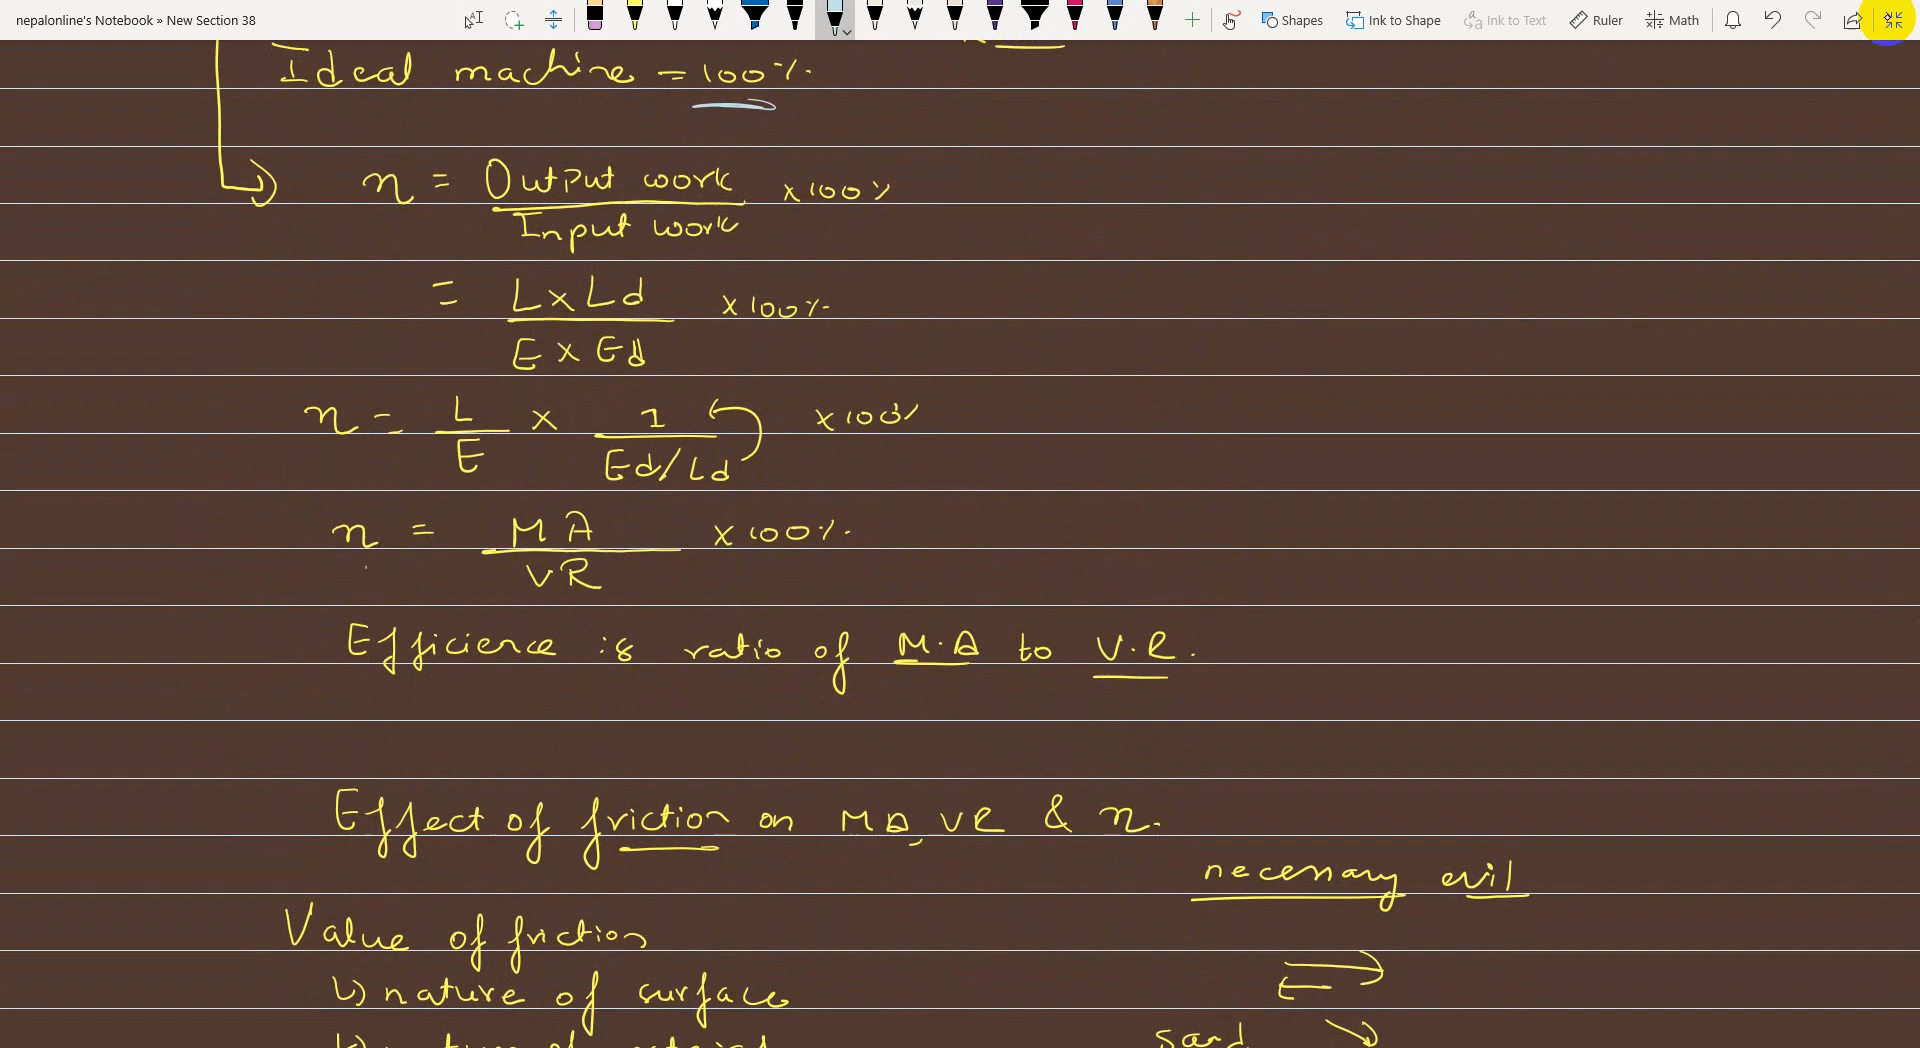 nepalonline's Notebook » New Section 38
Shapes
Ink to Shape
Ink to Text
Ruler
Math
Ideal machine = 100%.
η = Output work / Input work × 100%
= L × Ld / E × Ed × 100%.
η = L / E × 1 / Ed/Ld × 100%
η = MA / VR × 100%.
Efficience is ratio of M.A to V.R.
Effect of friction on MA, VR & η.
necessary evil
Value of friction
↳ nature of surface
sand